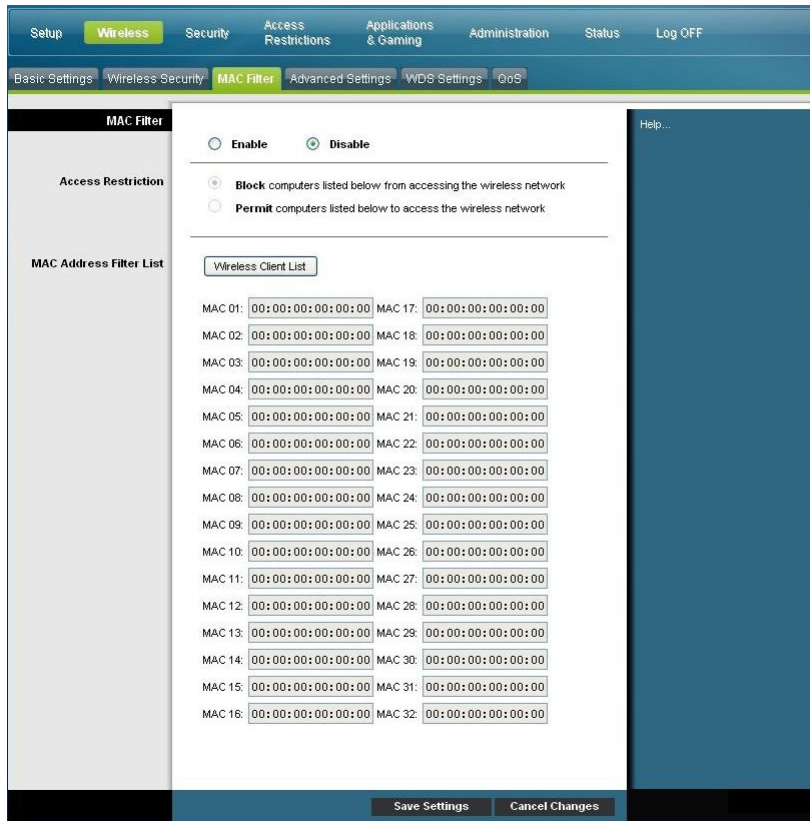 Setup Wireless Security Access Restrictions Applications & Gaming Administration Status Log OFF
Basic Settings Wireless Security MAC Filter Advanced Settings WDS Settings QoS
MAC Filter
Help...
Enable Disable
Access Restriction
Block computers listed below from accessing the wireless network
Permit computers listed below to access the wireless network
MAC Address Filter List
Wireless Client List
MAC 01: 00:00:00:00:00:00 MAC 17: 00:00:00:00:00:00
MAC 02: 00:00:00:00:00:00 MAC 18: 00:00:00:00:00:00
MAC 03: 00:00:00:00:00:00 MAC 19: 00:00:00:00:00:00
MAC 04: 00:00:00:00:00:00 MAC 20: 00:00:00:00:00:00
MAC 05: 00:00:00:00:00:00 MAC 21: 00:00:00:00:00:00
MAC 06: 00:00:00:00:00:00 MAC 22: 00:00:00:00:00:00
MAC 07: 00:00:00:00:00:00 MAC 23: 00:00:00:00:00:00
MAC 08: 00:00:00:00:00:00 MAC 24: 00:00:00:00:00:00
MAC 09: 00:00:00:00:00:00 MAC 25: 00:00:00:00:00:00
MAC 10: 00:00:00:00:00:00 MAC 26: 00:00:00:00:00:00
MAC 11: 00:00:00:00:00:00 MAC 27: 00:00:00:00:00:00
MAC 12: 00:00:00:00:00:00 MAC 28: 00:00:00:00:00:00
MAC 13: 00:00:00:00:00:00 MAC 29: 00:00:00:00:00:00
MAC 14: 00:00:00:00:00:00 MAC 30: 00:00:00:00:00:00
MAC 15: 00:00:00:00:00:00 MAC 31: 00:00:00:00:00:00
MAC 16: 00:00:00:00:00:00 MAC 32: 00:00:00:00:00:00
Save Settings Cancel Changes